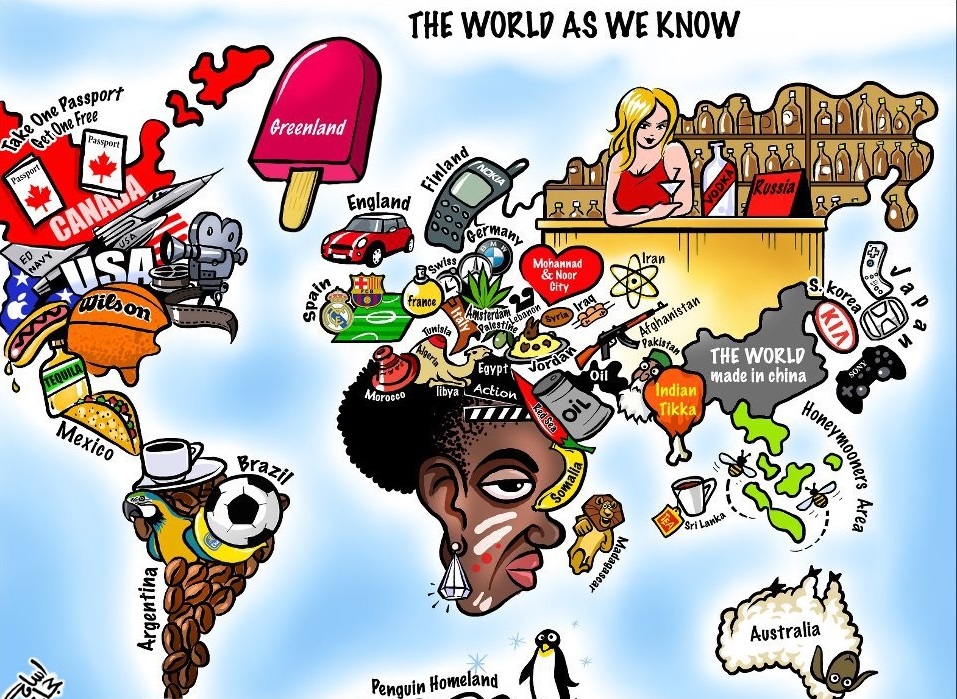 THE WORLD AS WE KNOW
Take One Passport
Get One Free
Passport
Passport
CANADA
Greenland
ED
NAVY
USA
USA
Wilson
TEQUILA
Mexico
Brazil
Argentina
England
Finland
NOKIA
Germany
BMW
Swiss
Spain
france
Italy
Amsterdam
Lebanon
Palestine
Mohannad
& Noor
City
Syria
Iraq
Iran
VODKA
Russia
Tunisia
Algeria
Morocco
libya
Egypt
Action
Jordan
Afghanistan
Pakistan
Oil
OIL
Red Sea
Indian
Tikka
THE WORLD
made in china
S.korea
KIA
Japan
SONY
Honeymooners Area
TEA
Sri Lanka
Somalia
Madagascar
Australia
Penguin Homeland